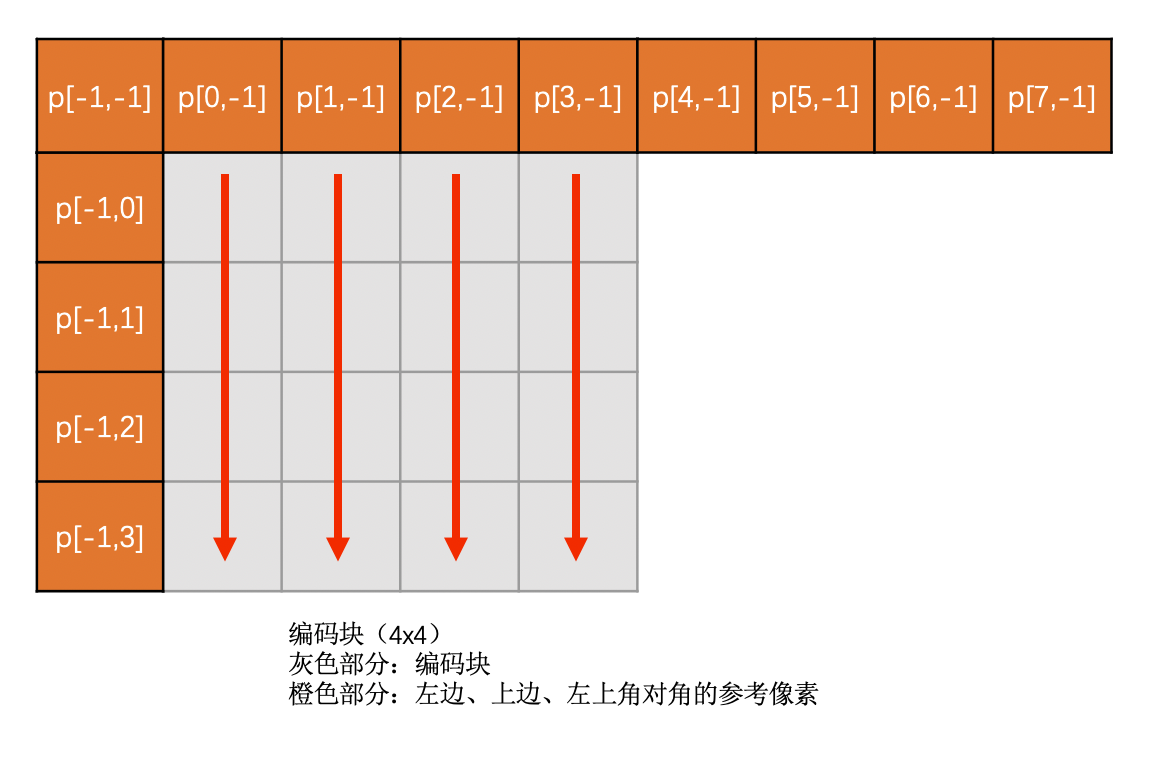 p[-1,-1] p[0,-1] p[1,-1] p[2,-1] p[3,-1] p[4,-1] p[5,-1] p[6,-1] p[7,-1]
p[-1,0]
p[-1,1]
p[-1,2]
p[-1,3]
编码块（4x4）
灰色部分：编码块
橙色部分：左边、上边、左上角对角的参考像素